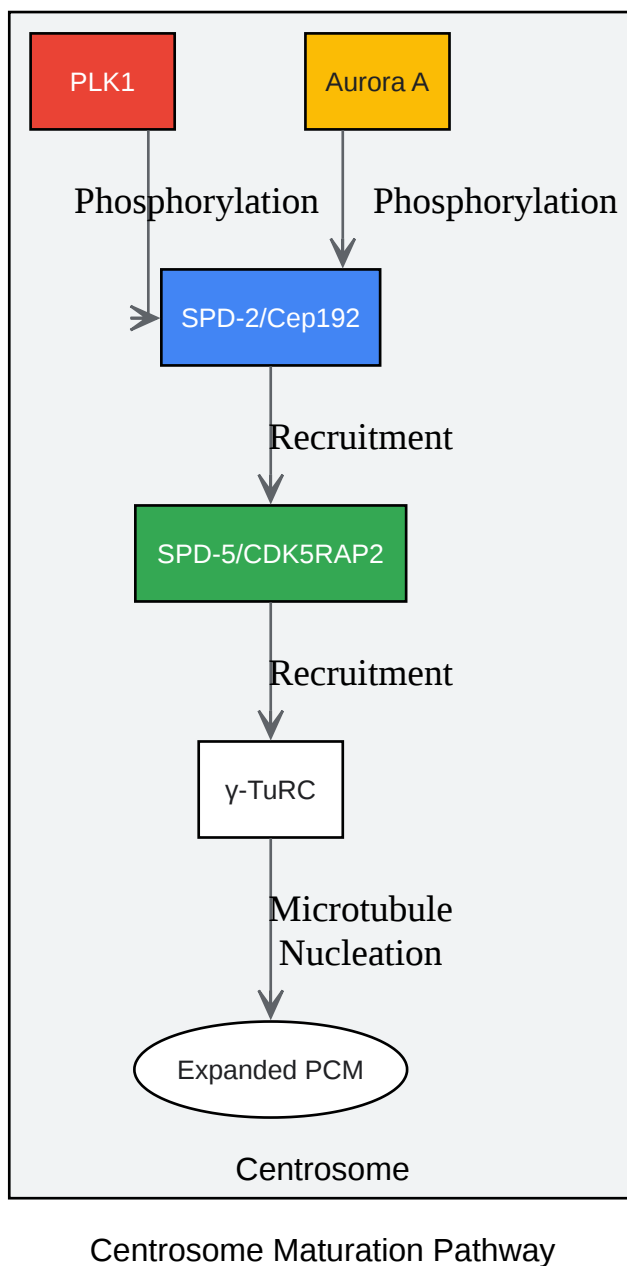 PLK1
Aurora A
Phosphorylation
Phosphorylation
SPD-2/Cep192
Recruitment
SPD-5/CDK5RAP2
Recruitment
γ-TuRC
Microtubule
Nucleation
Expanded PCM
Centrosome
Centrosome Maturation Pathway